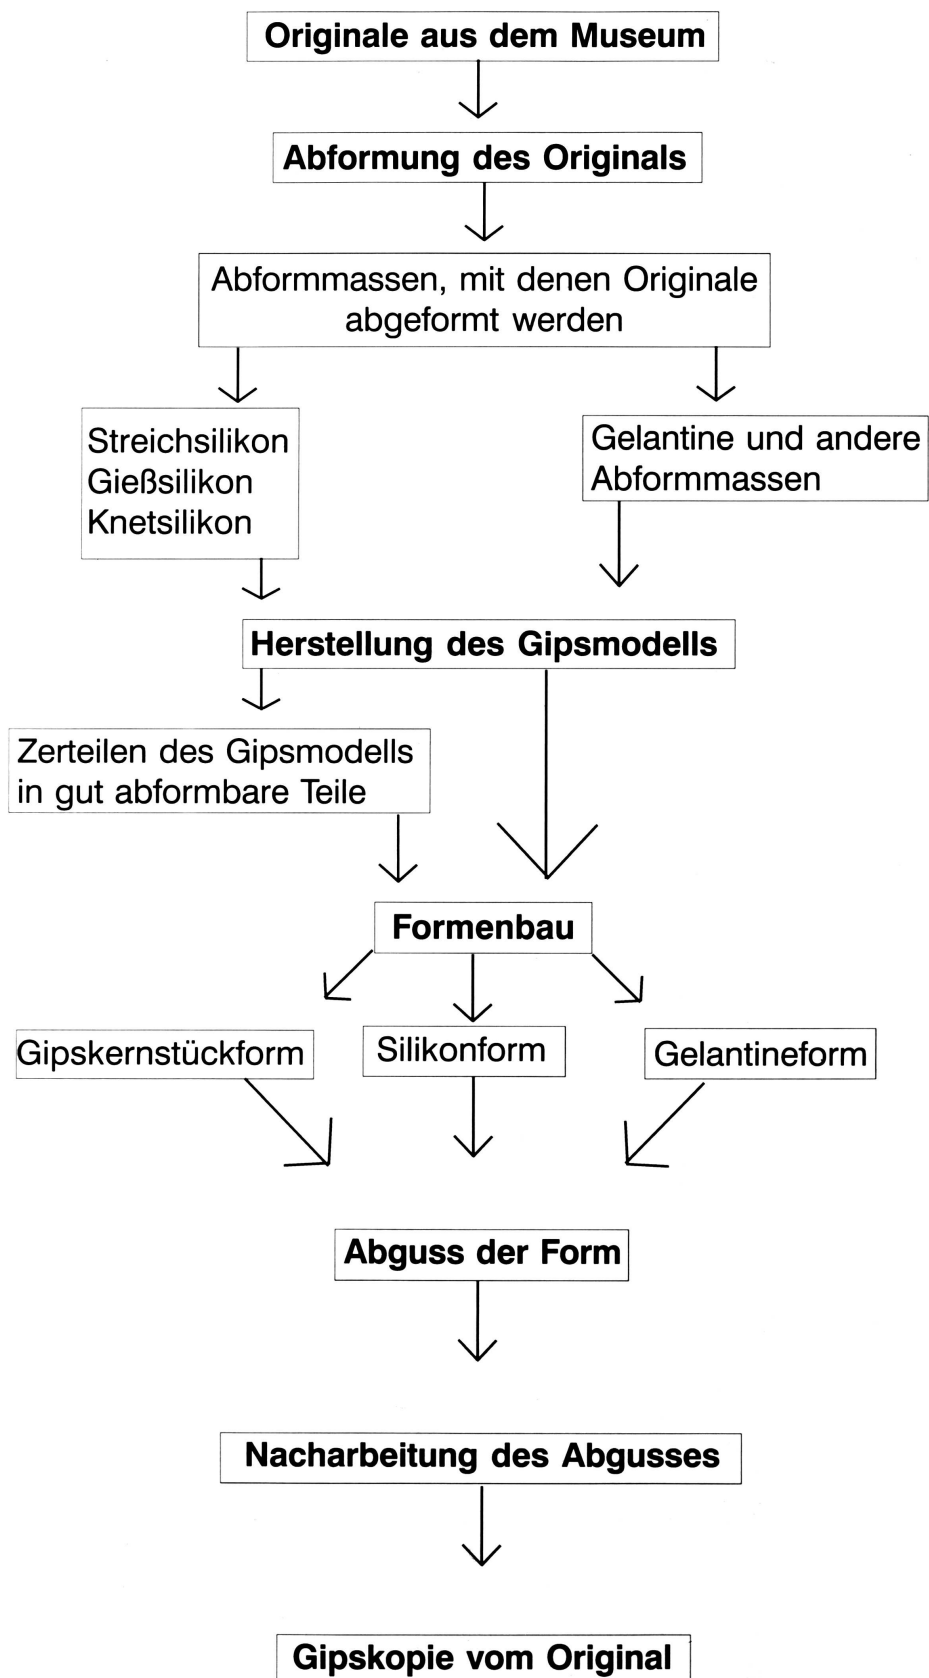 Originale aus dem Museum
Abformung des Originals
Abformmassen, mit denen Originale
abgeformt werden
Streichsilikon
Gießsilikon
Knetsilikon
Gelantine und andere
Abformmassen
Herstellung des Gipsmodells
Zerteilen des Gipsmodells
in gut abformbare Teile
Formenbau
Gipskernstückform
Silikonform
Gelantineform
Abguss der Form
Nacharbeitung des Abgusses
Gipskopie vom Original